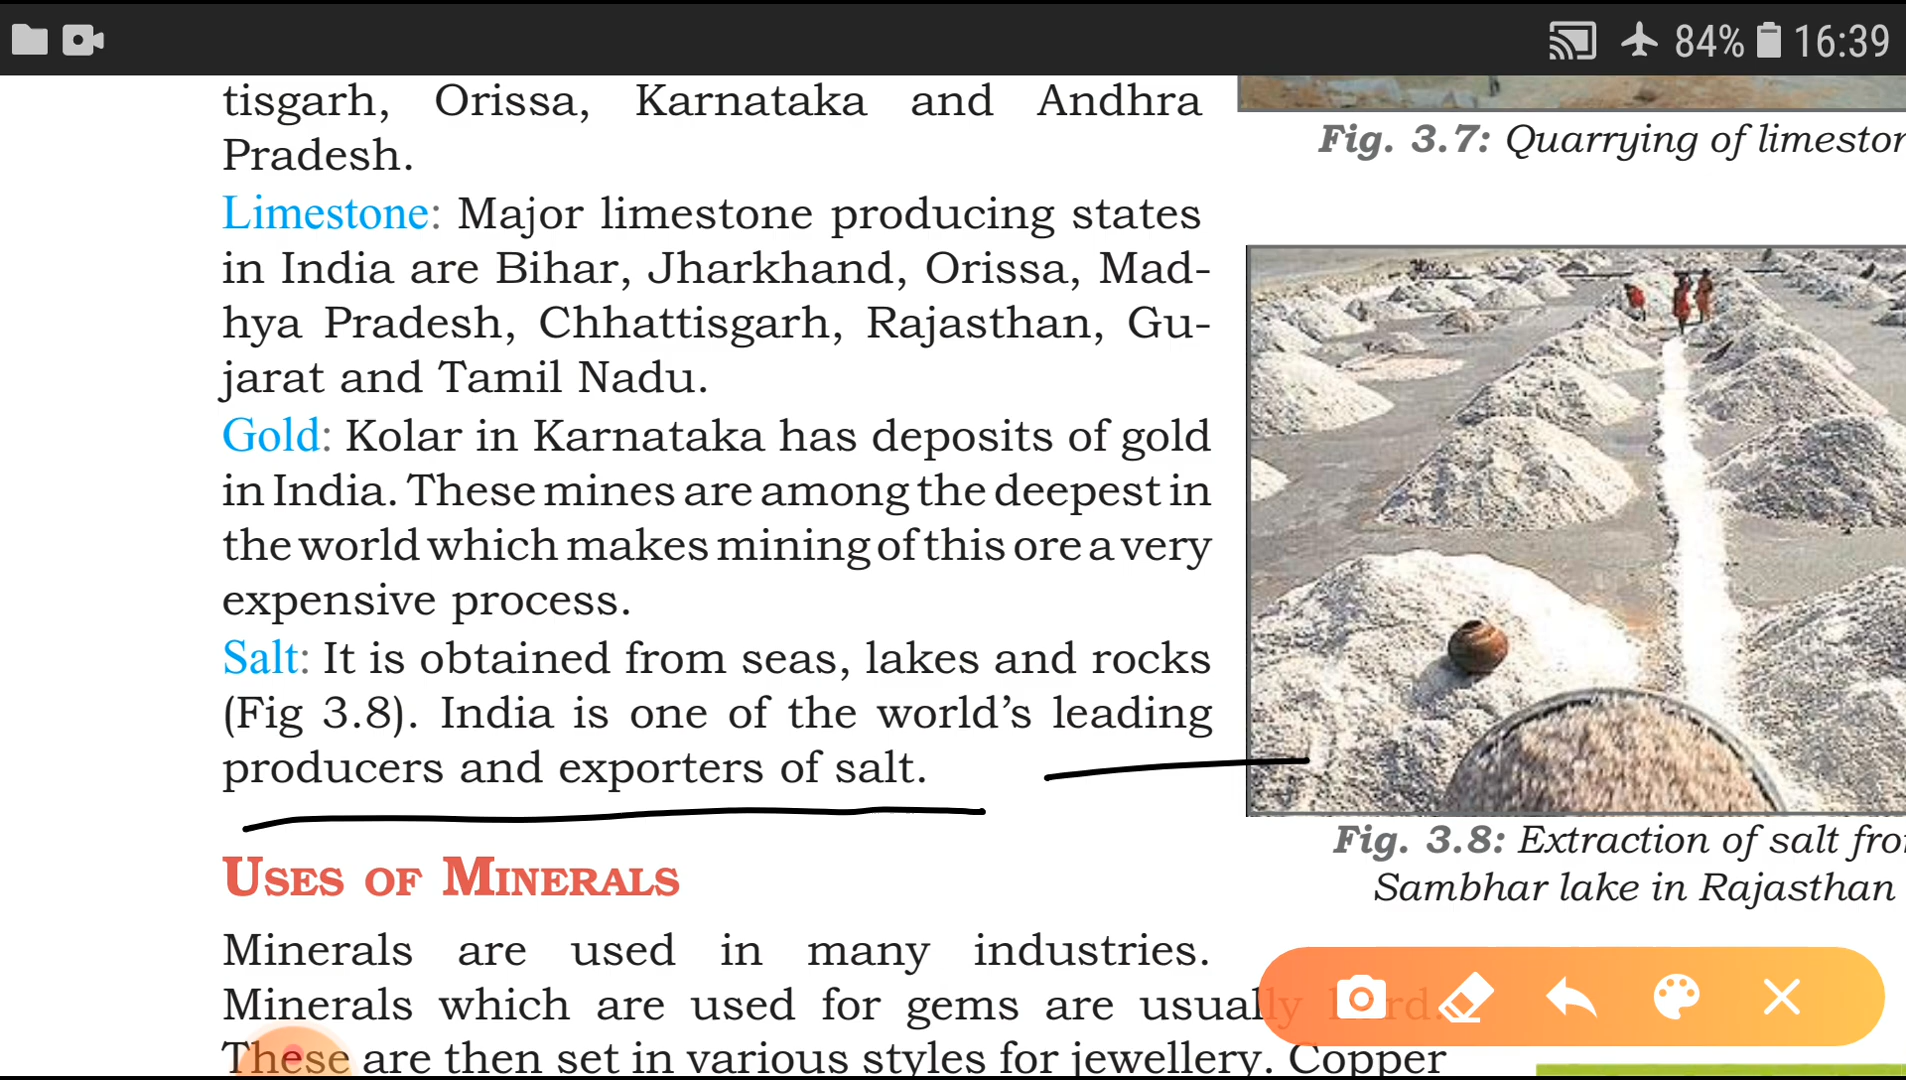 84% 16:39
tisgarh, Orissa, Karnataka and Andhra
Pradesh.
Limestone: Major limestone producing states
in India are Bihar, Jharkhand, Orissa, Mad-
hya Pradesh, Chhattisgarh, Rajasthan, Gu-
jarat and Tamil Nadu.
Gold: Kolar in Karnataka has deposits of gold
in India. These mines are among the deepest in
the world which makes mining of this ore a very
expensive process.
Salt: It is obtained from seas, lakes and rocks
(Fig 3.8). India is one of the world's leading
producers and exporters of salt.
USES OF MINERALS
Minerals are used in many industries.
Minerals which are used for gems are usually hard.
These are then set in various styles for jewellery. Copper
Fig. 3.7: Quarrying of limeston
Fig. 3.8: Extraction of salt fro
Sambhar lake in Rajasthan